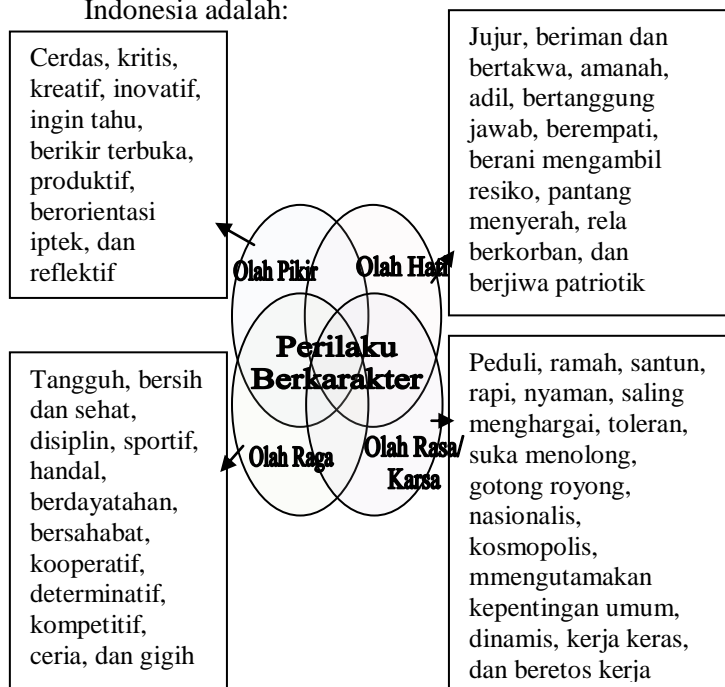 Indonesia adalah:
Cerdas, kritis,
kreatif, inovatif,
ingin tahu,
berikir terbuka,
produktif,
berorientasi
iptek, dan
reflektif
Jujur, beriman dan
bertakwa, amanah,
adil, bertanggung
jawab, berempati,
berani mengambil
resiko, pantang
menyerah, rela
berkorban, dan
berjiwa patriotik
Olah Pikir
Olah Hati
Perilaku
Berkarakter
Olah Raga
Olah Rasa/
Karsa
Tangguh, bersih
dan sehat,
disiplin, sportif,
handal,
berdayatahan,
bersahabat,
kooperatif,
determinatif,
kompetitif,
ceria, dan gigih
Peduli, ramah, santun,
rapi, nyaman, saling
menghargai, toleran,
suka menolong,
gotong royong,
nasionalis,
kosmopolis,
mmengutamakan
kepentingan umum,
dinamis, kerja keras,
dan beretos kerja